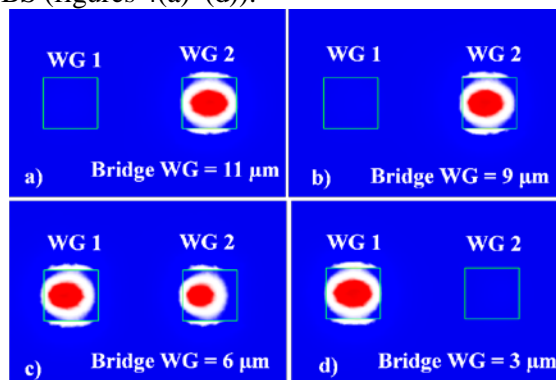 BS (figures 4(a)–(d)).
WG 1 WG 2
a) Bridge WG = 11 μm
WG 1 WG 2
b) Bridge WG = 9 μm
WG 1 WG 2
c) Bridge WG = 6 μm
WG 1 WG 2
d) Bridge WG = 3 μm